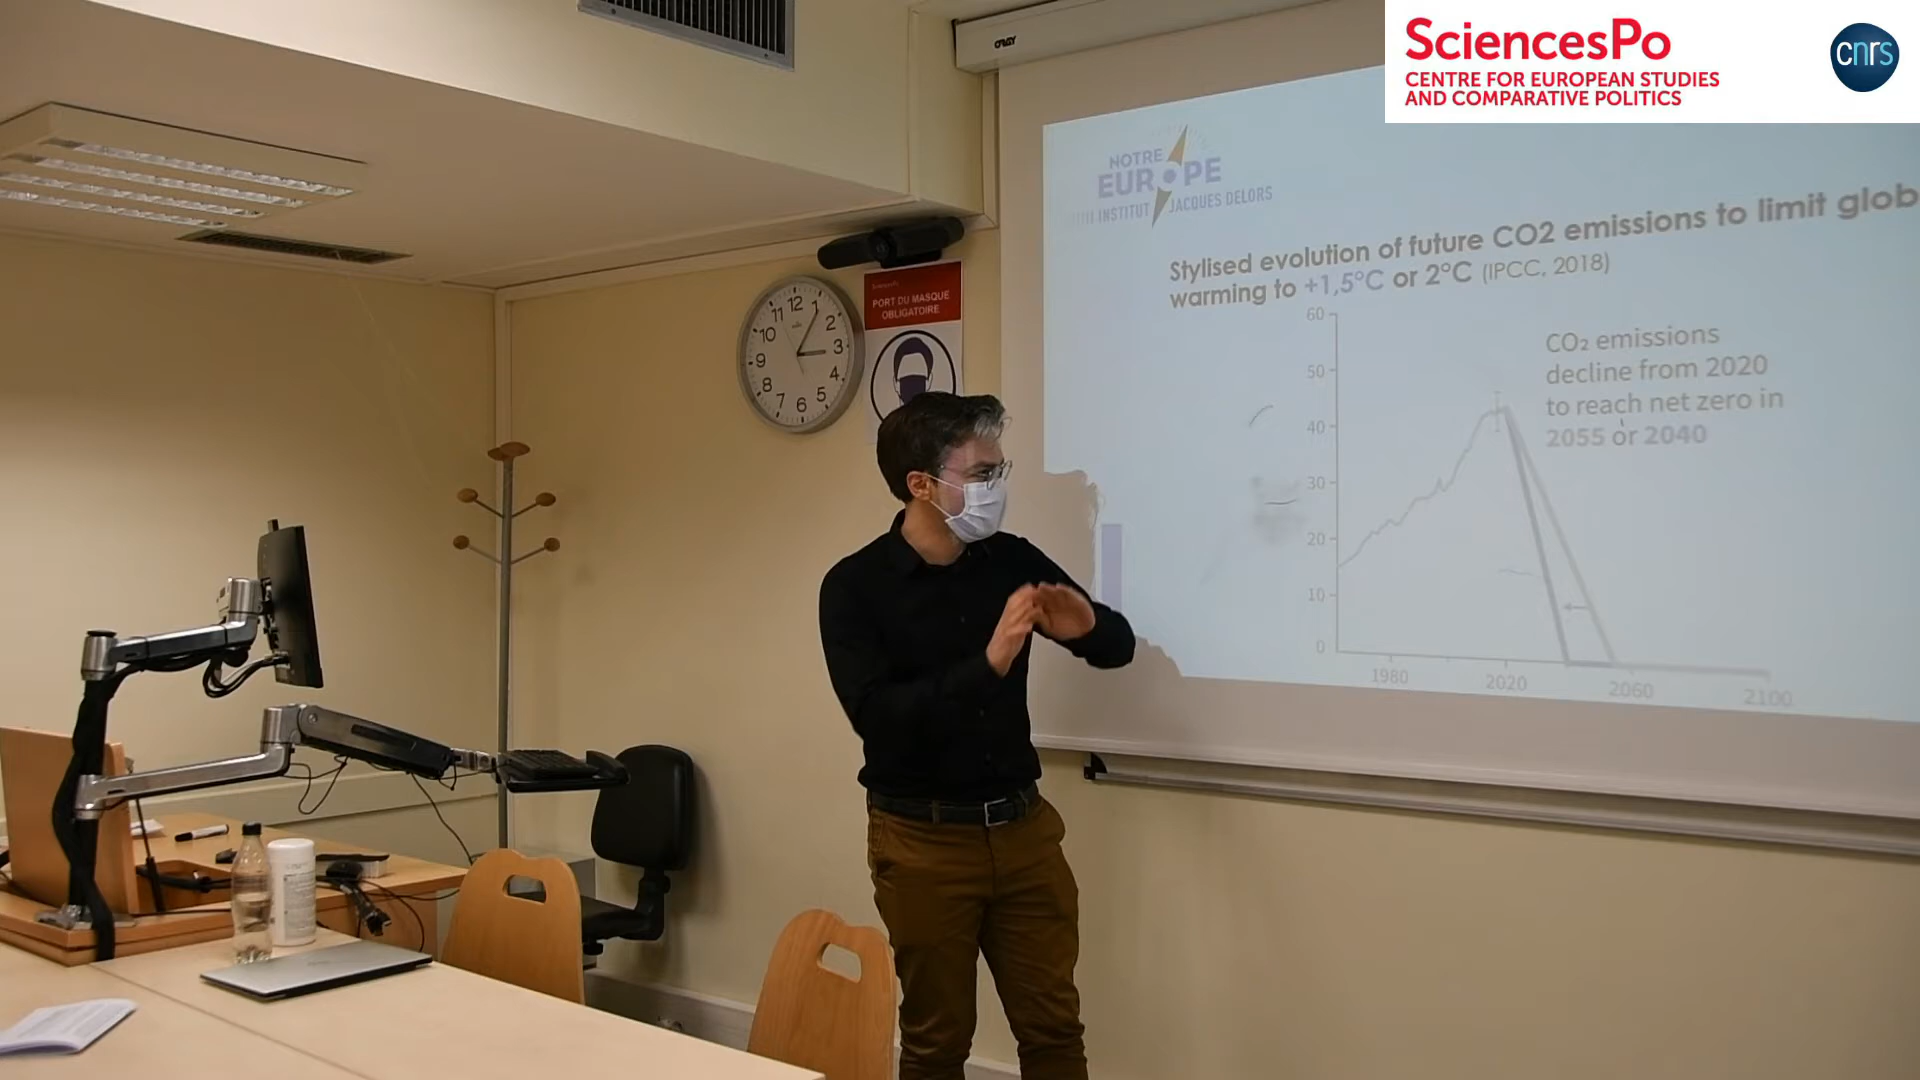 SciencesPo
CENTRE FOR EUROPEAN STUDIES
AND COMPARATIVE POLITICS
cnrs
NOTRE
EUROPE
INSTITUT JACQUES DELORS
Stylised evolution of future CO2 emissions to limit glob
warming to +1,5°C or 2°C (IPCC, 2018)
60
50
40
30
20
10
0
1980
2020
2060
2100
CO₂ emissions
decline from 2020
to reach net zero in
2055 or 2040
PORT DU MASQUE
OBLIGATOIRE
12
1
2
3
4
5
6
7
8
9
10
11